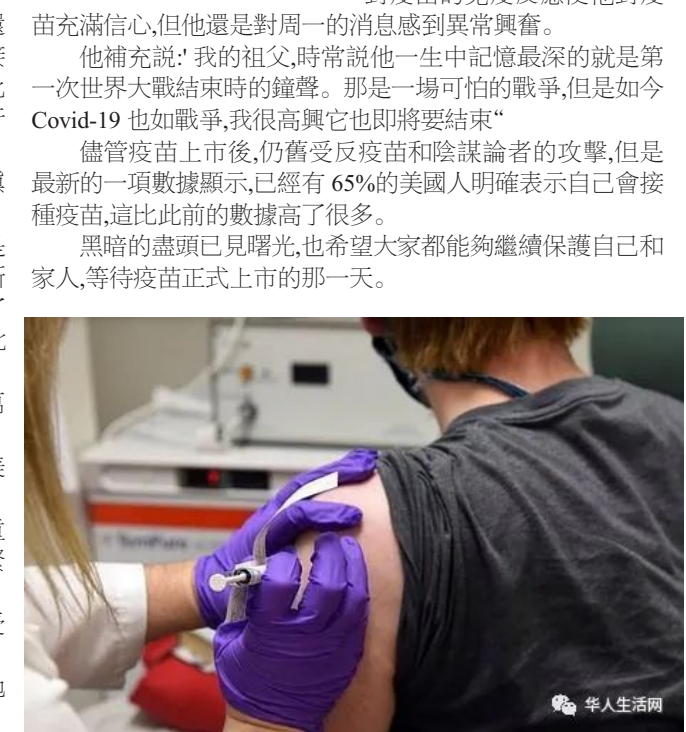 苗充滿信心,但他還是對周一的消息感到異常興奮。
他補充説:' 我的祖父,時常説他一生中記憶最深的就是第
一次世界大戰結束時的鐘聲。那是一場可怕的戰爭,但是如今
Covid-19 也如戰爭,我很高興它也即將要結束“
儘管疫苗上市後,仍舊受反疫苗和陰謀論者的攻擊,但是
最新的一項數據顯示,已經有 65%的美國人明確表示自己會接
種疫苗,這比此前的數據高了很多。
黑暗的盡頭已見曙光,也希望大家都能夠繼續保護自己和
家人,等待疫苗正式上市的那一天。
华人生活网